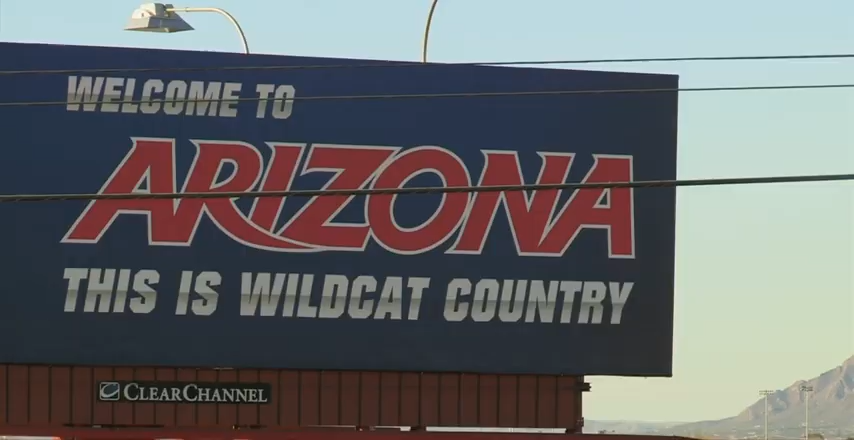 WELCOME TO
ARIZONA
THIS IS WILDCAT COUNTRY
CLEARCHANNEL